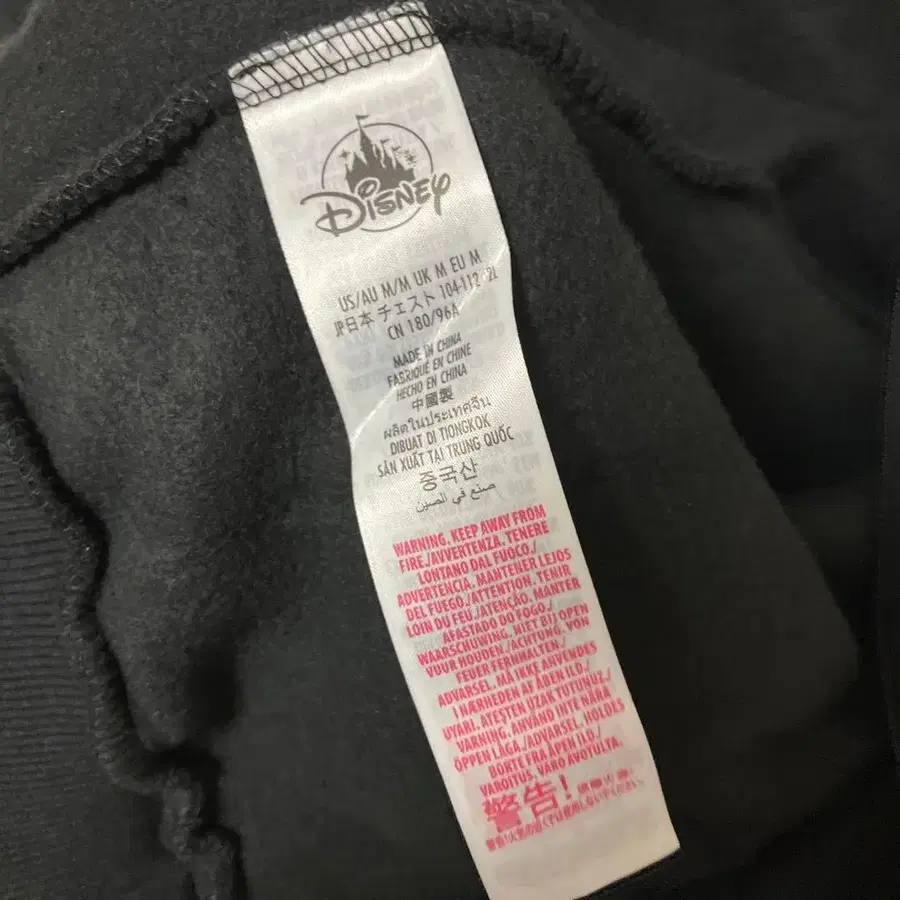 Disney
US/AU M/M UK M EU M
JP日本 チェスト 104-112 /2L
CN 180/96A
MADE IN CHINA
FABRIQUÉ EN CHINE
HECHO EN CHINA
中國製
ผลิตในประเทศจีน
DIBUAT DI TIONGKOK
SẢN XUẤT TẠI TRUNG QUỐC
중국산
صنع في الصين
WARNING. KEEP AWAY FROM
FIRE./AVVERTENZA. TENERE
LONTANO DAL FUOCO./
ADVERTENCIA. MANTENER LEJOS
DEL FUEGO./ATTENTION. TENIR
LOIN DU FEU./ATENÇÃO. MANTER
AFASTADO DO FOGO./
WAARSCHUWING. NIET BIJ OPEN
VUUR HOUDEN/ACHTUNG. VON
FEUER FERNHALTEN./
ADVARSEL. MÅ IKKE ANVENDES
I NÆRHEDEN AF ÅBEN ILD./
UYARI. ATEŞTEN UZAK TUTUNUZ./
VARNING. ANVÄND INTE NÄRA
ÖPPEN LÅGA./ADVARSEL. HOLDES
BORTE FRA ÅPEN ILD./
VAROITUS. VARO AVOTULTA.
警告!